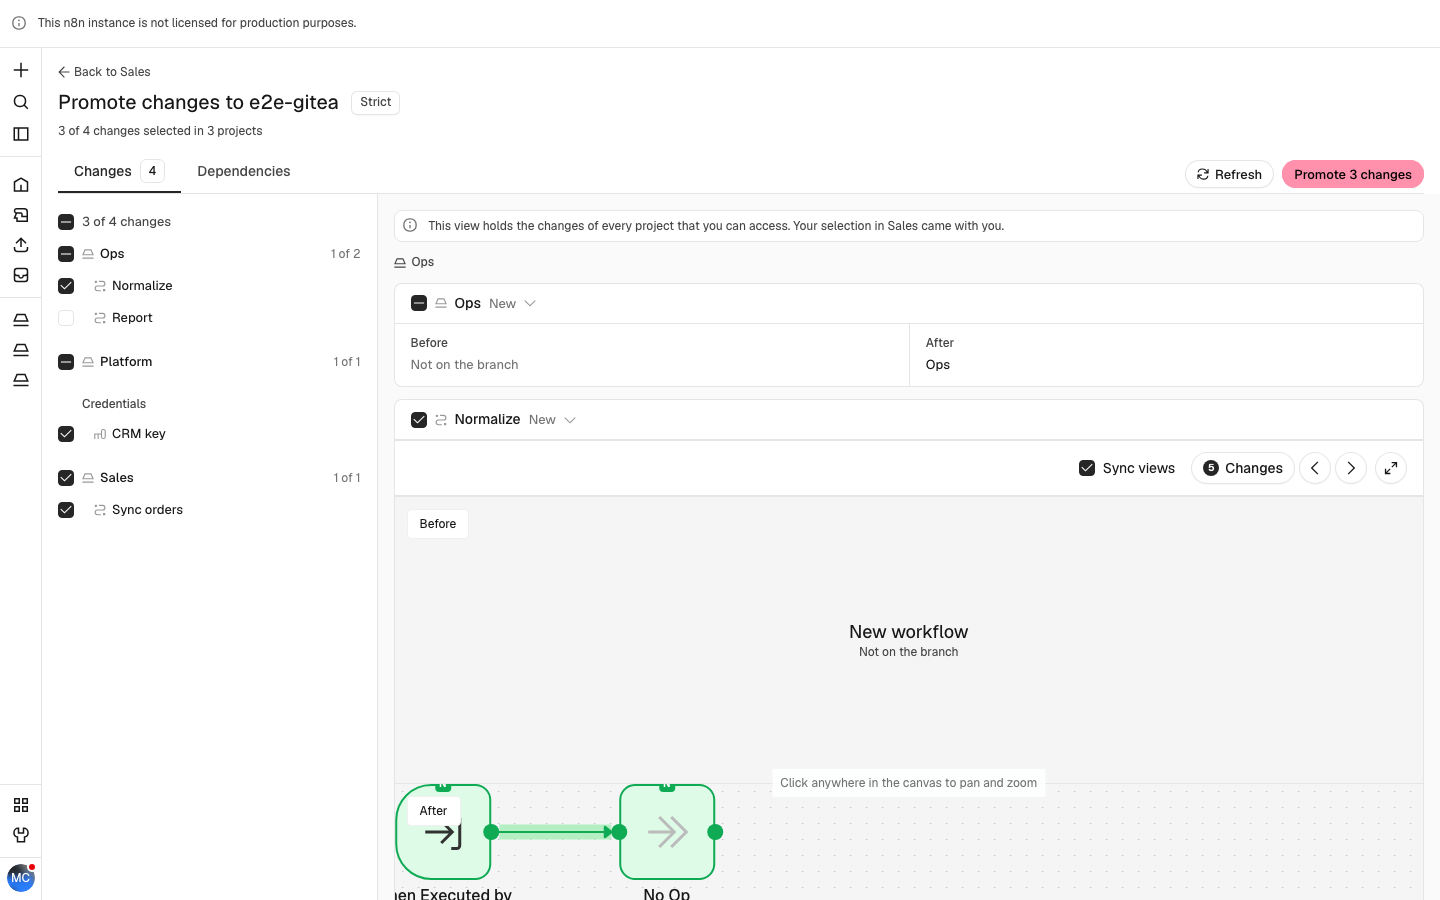 This n8n instance is not licensed for production purposes.
Back to Sales
Promote changes to e2e-gitea
Strict
3 of 4 changes selected in 3 projects
Changes 4
Dependencies
Refresh
Promote 3 changes
3 of 4 changes
Ops 1 of 2
Normalize
Report
Platform 1 of 1
Credentials
CRM key
Sales 1 of 1
Sync orders
This view holds the changes of every project that you can access. Your selection in Sales came with you.
Ops
Ops New
Before
Not on the branch
After
Ops
Normalize New
Sync views
5 Changes
Before
New workflow
Not on the branch
Click anywhere in the canvas to pan and zoom
After
Executed by
No Op
MC